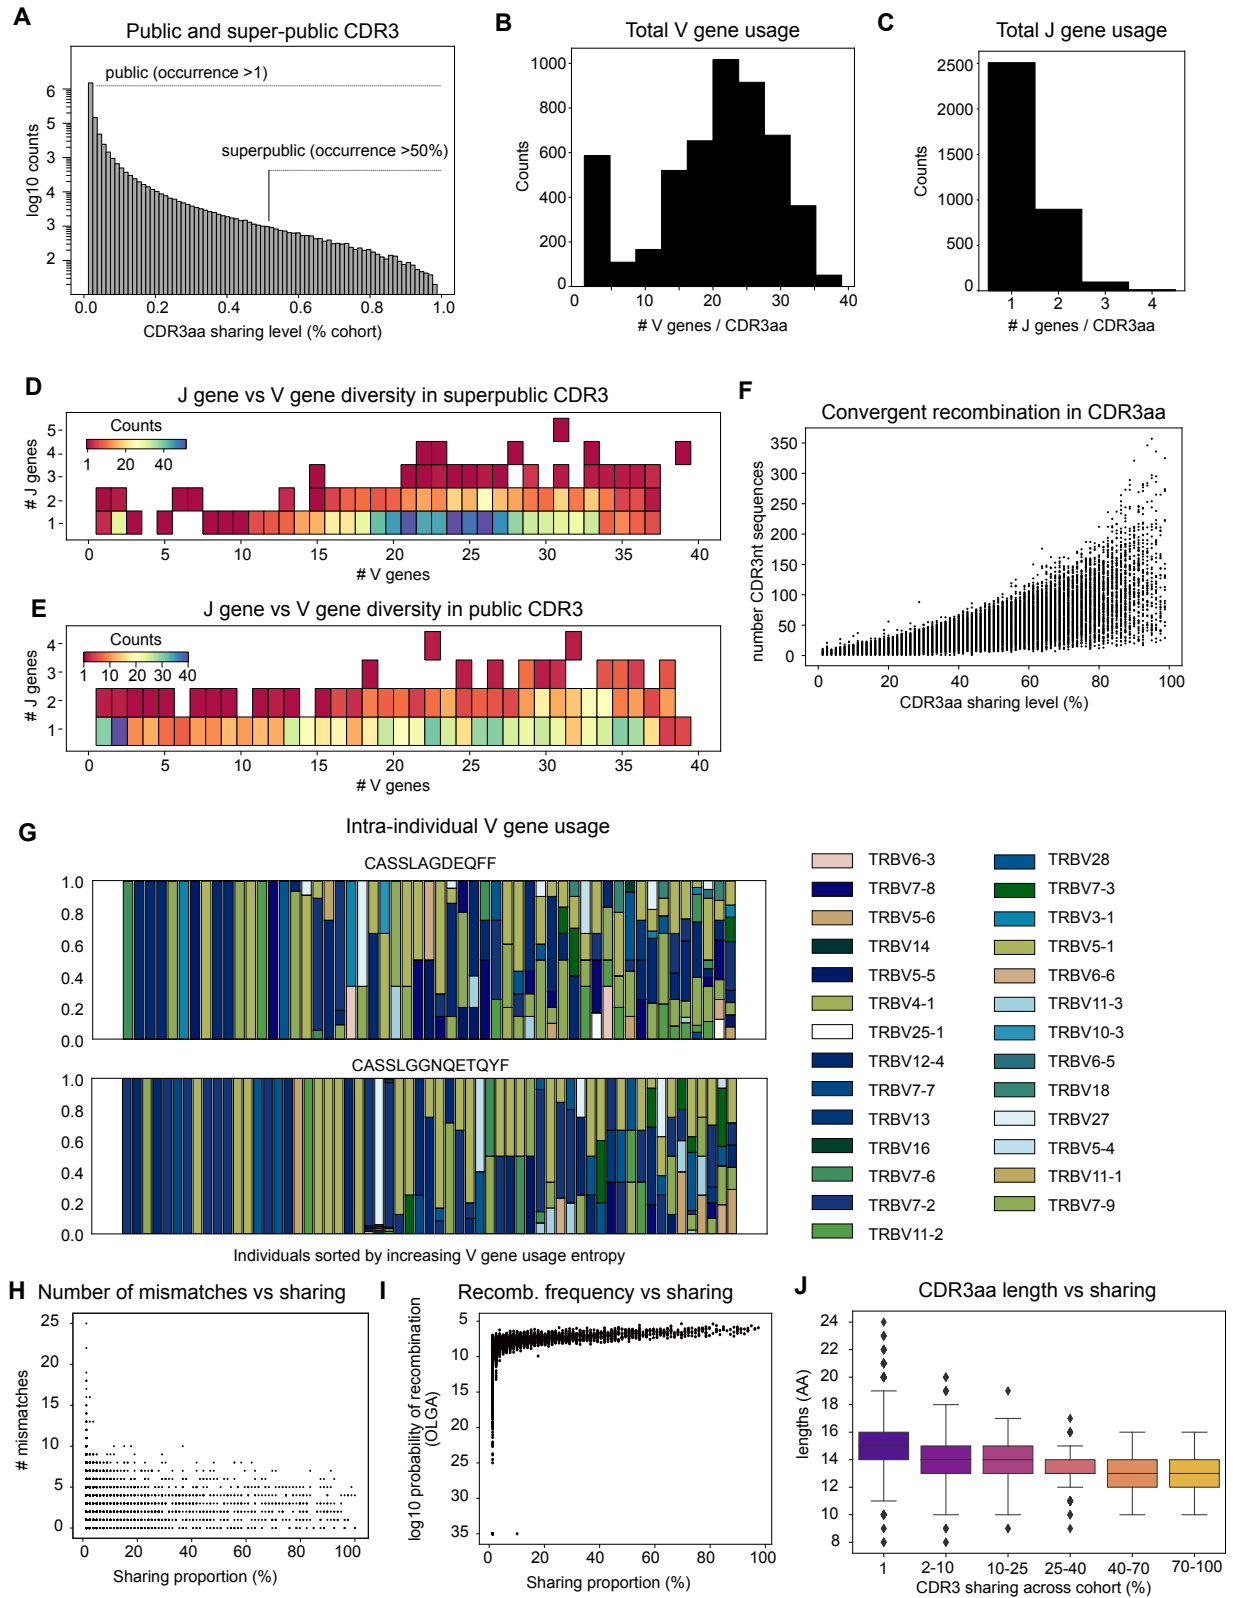 A
Public and super-public CDR3
public (occurrence >1)
superpublic (occurrence >50%)
log10 counts
6
5
3
4
3
2
0.0 0.2 0.4 0.6 0.8 1.0
CDR3aa sharing level (% cohort)
B
Total V gene usage
Counts
1000
800
600
400
200
0
0 10 20 30 40
# V genes / CDR3aa
C
Total J gene usage
Counts
2500
2000
1500
1000
500
0
1 2 3 4
# J genes / CDR3aa
D
J gene vs V gene diversity in superpublic CDR3
Counts
1 20 40
# J genes
5
4
3
2
1
0 5 10 15 20 25 30 35 40
# V genes
E
J gene vs V gene diversity in public CDR3
Counts
1 10 20 30 40
# J genes
4
3
2
1
0 5 10 15 20 25 30 35 40
# V genes
F
Convergent recombination in CDR3aa
number CDR3nt sequences
350
300
250
200
150
100
50
0
0 20 40 60 80 100
CDR3aa sharing level (%)
G
Intra-individual V gene usage
CASSLAGDEQFF
1.0
0.8
0.6
0.4
0.2
0.0
CASSLGGNQETQYF
1.0
0.8
0.6
0.4
0.2
0.0
Individuals sorted by increasing V gene usage entropy
TRBV6-3
TRBV7-8
TRBV5-6
TRBV14
TRBV5-5
TRBV4-1
TRBV25-1
TRBV12-4
TRBV7-7
TRBV13
TRBV16
TRBV7-6
TRBV7-2
TRBV11-2
TRBV28
TRBV7-3
TRBV3-1
TRBV5-1
TRBV6-6
TRBV11-3
TRBV10-3
TRBV6-5
TRBV18
TRBV27
TRBV5-4
TRBV11-1
TRBV7-9
H
Number of mismatches vs sharing
# mismatches
25
20
15
10
5
0
0 20 40 60 80 100
Sharing proportion (%)
I
Recomb. frequency vs sharing
log10 probability of recombination
(OLGA)
5
10
15
20
25
30
35
0 20 40 60 80 100
Sharing proportion (%)
J
CDR3aa length vs sharing
lengths (AA)
24
22
20
18
16
14
12
10
8
1 2-10 10-25 25-40 40-70 70-100
CDR3 sharing across cohort (%)